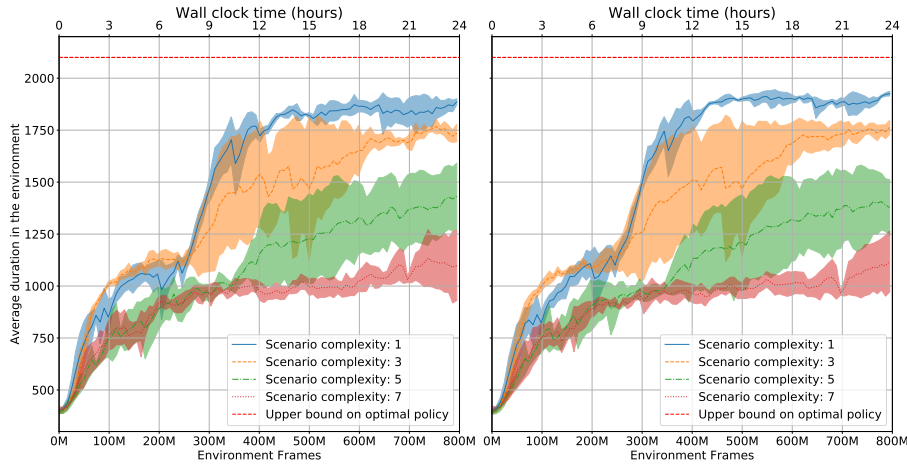 Wall clock time (hours)
0 3 6 9 12 15 18 21 24
Average duration in the environment
2000
1750
1500
1250
1000
750
500
Scenario complexity: 1
Scenario complexity: 3
Scenario complexity: 5
Scenario complexity: 7
Upper bound on optimal policy
0M 100M 200M 300M 400M 500M 600M 700M 800M
Environment Frames
Wall clock time (hours)
0 3 6 9 12 15 18 21 24
Scenario complexity: 1
Scenario complexity: 3
Scenario complexity: 5
Scenario complexity: 7
Upper bound on optimal policy
0M 100M 200M 300M 400M 500M 600M 700M 800M
Environment Frames